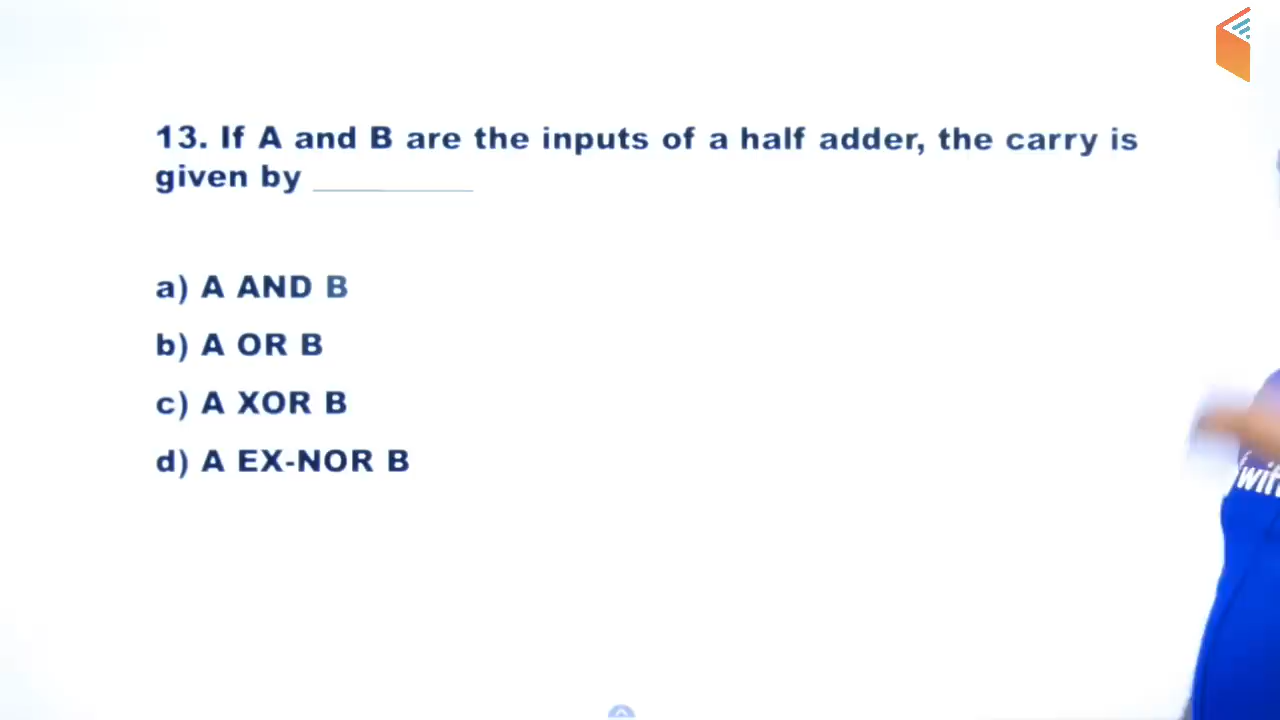 13. If A and B are the inputs of a half adder, the carry is
given by __________
a) A AND B
b) A OR B
c) A XOR B
d) A EX-NOR B